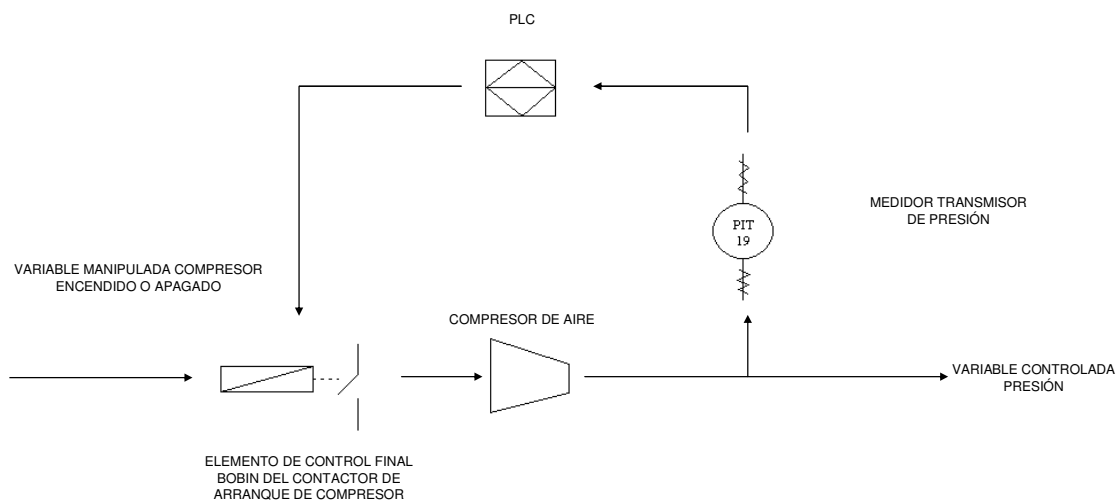 PLC
MEDIDOR TRANSMISOR
DE PRESIÓN
PIT
19
VARIABLE MANIPULADA COMPRESOR
ENCENDIDO O APAGADO
COMPRESOR DE AIRE
VARIABLE CONTROLADA
PRESIÓN
ELEMENTO DE CONTROL FINAL
BOBIN DEL CONTACTOR DE
ARRANQUE DE COMPRESOR